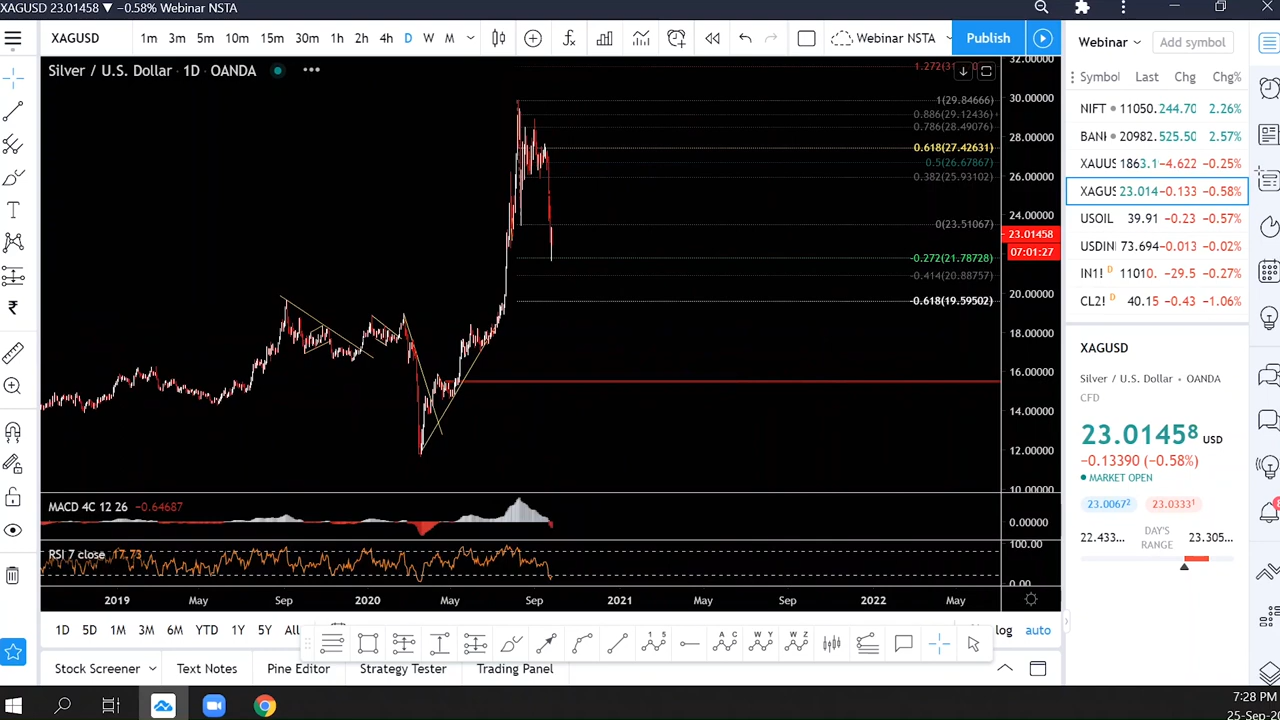 XAGUSD 23.01458 ▼ −0.58% Webinar NSTA
XAGUSD 1m 3m 5m 10m 15m 30m 1h 2h 4h D W M Webinar NSTA Publish
Webinar Add symbol
Silver / U.S. Dollar · 1D · OANDA
Symbol Last Chg Chg%
NIFT 11050. 244.70 2.26%
BANI 20982. 525.50 2.57%
XAUUS 1863.1 −4.622 −0.25%
XAGUS 23.014 −0.133 −0.58%
USOIL 39.91 −0.23 −0.57%
USDIN 73.694 −0.013 −0.02%
IN1! D 11010. −29.5 −0.27%
CL2! D 40.15 −0.43 −1.06%
32.00000
30.00000
28.00000
26.00000
24.00000
23.01458
07:01:27
20.00000
18.00000
16.00000
14.00000
12.00000
10.00000
1(29.84666)
0.886(29.12436)
0.786(28.49076)
0.618(27.42631)
0.5(26.67867)
0.382(25.93102)
0(23.51067)
-0.272(21.78728)
-0.414(20.88757)
-0.618(19.59502)
XAGUSD
Silver / U.S. Dollar • OANDA
CFD
23.01458 USD
−0.13390 (−0.58%)
MARKET OPEN
23.0067² 23.0333¹
22.433... DAY'S RANGE 23.305...
MACD 4C 12 26 −0.64687
0.00000
RSI 7 close 17.73
100.00
0.00
2019 May Sep 2020 May Sep 2021 May Sep 2022 May
1D 5D 1M 3M 6M YTD 1Y 5Y All log auto
Stock Screener Text Notes Pine Editor Strategy Tester Trading Panel
7:28 PM
25-Sep-20